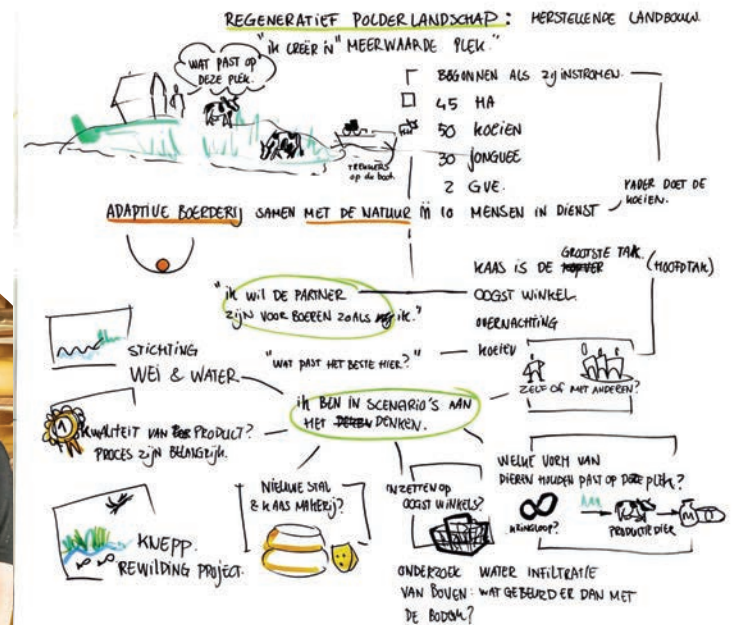 REGENERATIEF POLDERLANDSCHAP: HERSTELLENDE LANDBOUW.
"IK CREËR IN" MEERWAARDE PLEK."
WAT PAST OP
DEZE PLEK.
TREKKERS
op de boot.
BEGONNEN ALS ZIJ INSTROMEN.
45 HA
50 KOEIEN
30 JONGVEE
2 GVE.
10 MENSEN IN DIENST
VADER DOET DE
KOEIEN.
ADAPTIVE BOERDERIJ SAMEN MET DE NATUUR
KAAS IS DE GROOTSTE TAK. (HOOFDTAK)
OOGST WINKEL.
OVERNACHTING
KOEIEN
ZELF OF MET ANDEREN?
"IK WIL DE PARTNER
ZIJN VOOR BOEREN ZOALS IK."
"WAT PAST HET BESTE HIER?"
STICHTING
WEI & WATER
IK BEN IN SCENARIO'S AAN
HET DENKEN.
1
KWALITEIT VAN PRODUCT?
PROCES ZIJN BELANGRIJK.
KNEPP.
REWILDING PROJECT.
NIEUWE STAL
& KAAS MAKERIJ?
INZETTEN OP
OOGST WINKELS?
WELKE VORM VAN
DIEREN HOUDEN PAST OP DEZE PLEK?
KRINGLOOP?
PRODUCTIEDIER
M
ONDERZOEK WATER INFILTRATIE
VAN BOVEN: WAT GEBEURD ER DAN MET
DE BODEM?